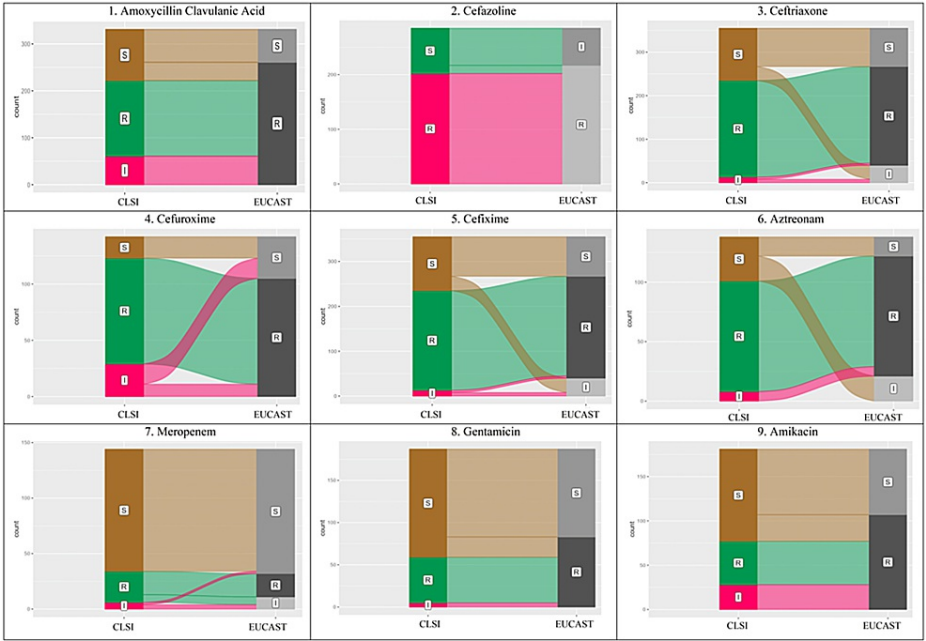 1. Amoxycillin Clavulanic Acid
300
200
100
0
count
S
R
I
S
R
CLSI
EUCAST
2. Cefazoline
200
100
0
count
S
R
I
R
CLSI
EUCAST
3. Ceftriaxone
300
200
100
0
count
S
R
I
S
R
I
CLSI
EUCAST
4. Cefuroxime
100
50
0
count
S
R
I
S
R
CLSI
EUCAST
5. Cefixime
300
200
100
0
count
S
R
I
S
R
I
CLSI
EUCAST
6. Aztreonam
100
50
0
count
S
R
I
S
R
I
CLSI
EUCAST
7. Meropenem
150
100
50
0
count
S
R
I
S
R
I
CLSI
EUCAST
8. Gentamicin
150
100
50
0
count
S
R
I
S
R
CLSI
EUCAST
9. Amikacin
150
100
50
0
count
S
R
I
S
R
CLSI
EUCAST